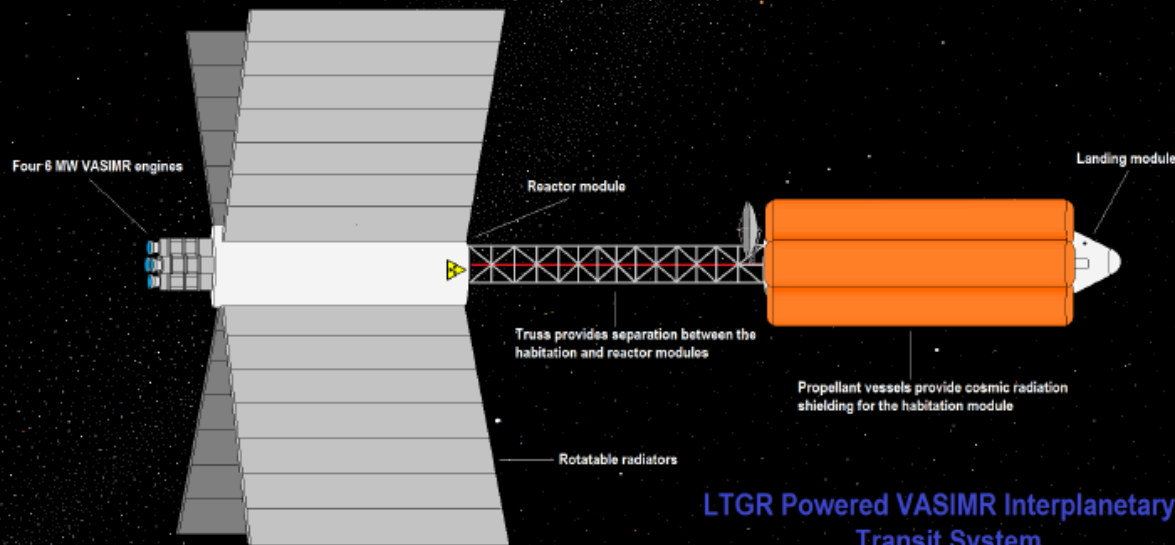 Four 6 MW VASIMR engines
Reactor module
Landing module
Truss provides separation between the
habitation and reactor modules
Propellant vessels provide cosmic radiation
shielding for the habitation module
Rotatable radiators
LTGR Powered VASIMR Interplanetary
Transit System